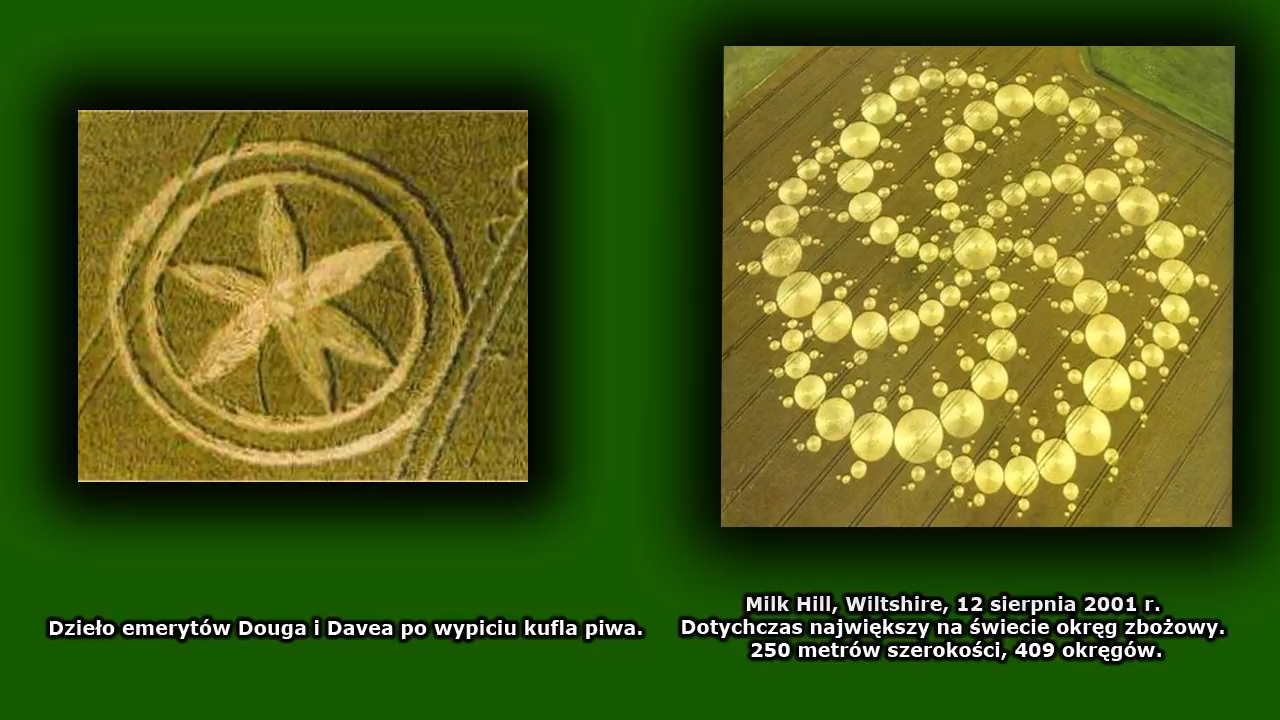 Dzieło emerytów Douga i Davea po wypiciu kufla piwa.
Milk Hill, Wiltshire, 12 sierpnia 2001 r.
Dotychczas największy na świecie okręg zbożowy.
250 metrów szerokości, 409 okręgów.